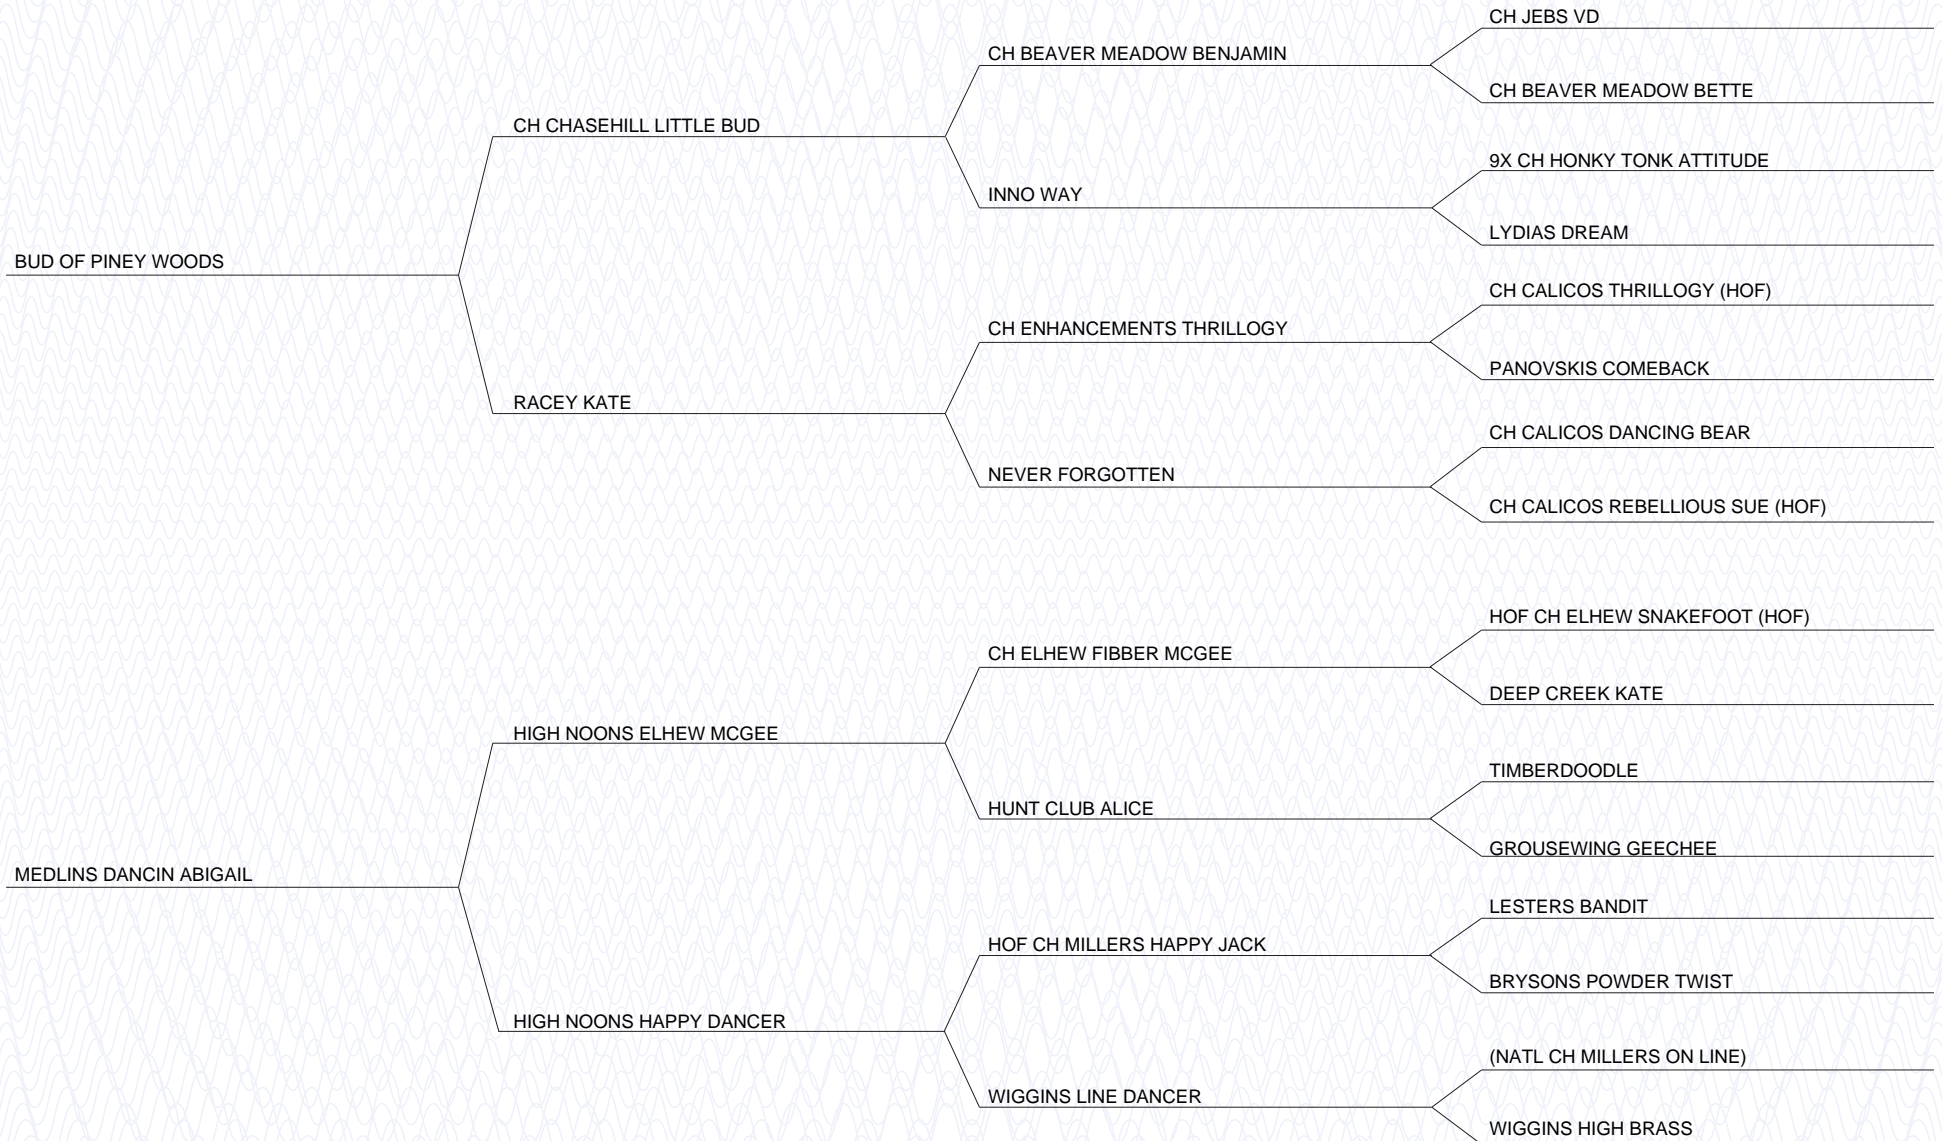 CH JEBS VD
CH BEAVER MEADOW BENJAMIN
CH BEAVER MEADOW BETTE
CH CHASEHILL LITTLE BUD
9X CH HONKY TONK ATTITUDE
INNO WAY
LYDIAS DREAM
BUD OF PINEY WOODS
CH CALICOS THRILLOGY (HOF)
CH ENHANCEMENTS THRILLOGY
PANOVSKIS COMEBACK
RACEY KATE
CH CALICOS DANCING BEAR
NEVER FORGOTTEN
CH CALICOS REBELLIOUS SUE (HOF)
HOF CH ELHEW SNAKEFOOT (HOF)
CH ELHEW FIBBER MCGEE
DEEP CREEK KATE
HIGH NOONS ELHEW MCGEE
TIMBERDOODLE
HUNT CLUB ALICE
GROUSEWING GEECHEE
MEDLINS DANCIN ABIGAIL
LESTERS BANDIT
HOF CH MILLERS HAPPY JACK
BRYSONS POWDER TWIST
HIGH NOONS HAPPY DANCER
(NATL CH MILLERS ON LINE)
WIGGINS LINE DANCER
WIGGINS HIGH BRASS